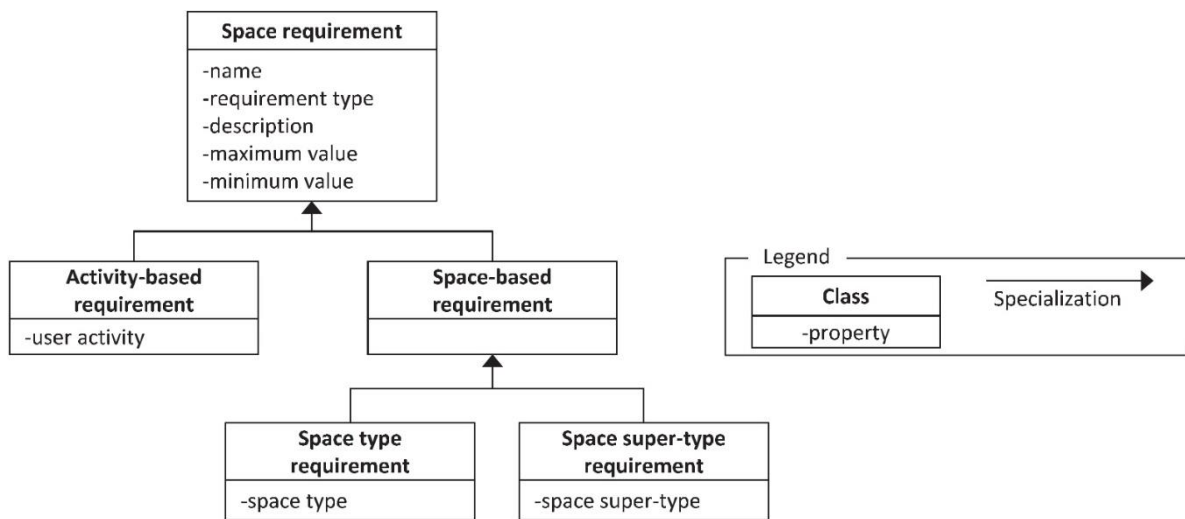 Space requirement
-name
-requirement type
-description
-maximum value
-minimum value
Activity-based
requirement
-user activity
Space-based
requirement
Legend
Class
-property
Specialization
Space type
requirement
-space type
Space super-type
requirement
-space super-type